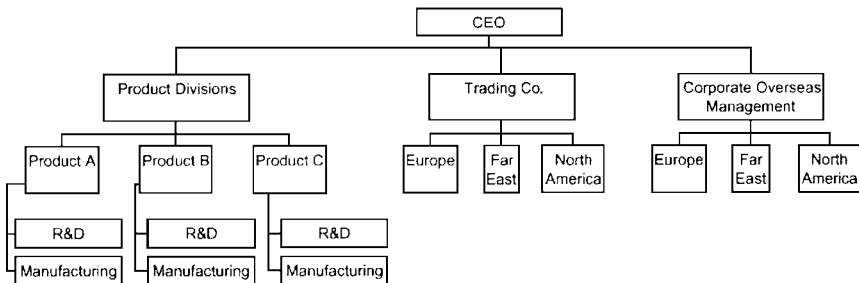 CEO
Product Divisions
Trading Co.
Corporate Overseas
Management
Product A
Product B
Product C
Europe
Far
East
North
America
Europe
Far
East
North
America
R&D
R&D
R&D
Manufacturing
Manufacturing
Manufacturing